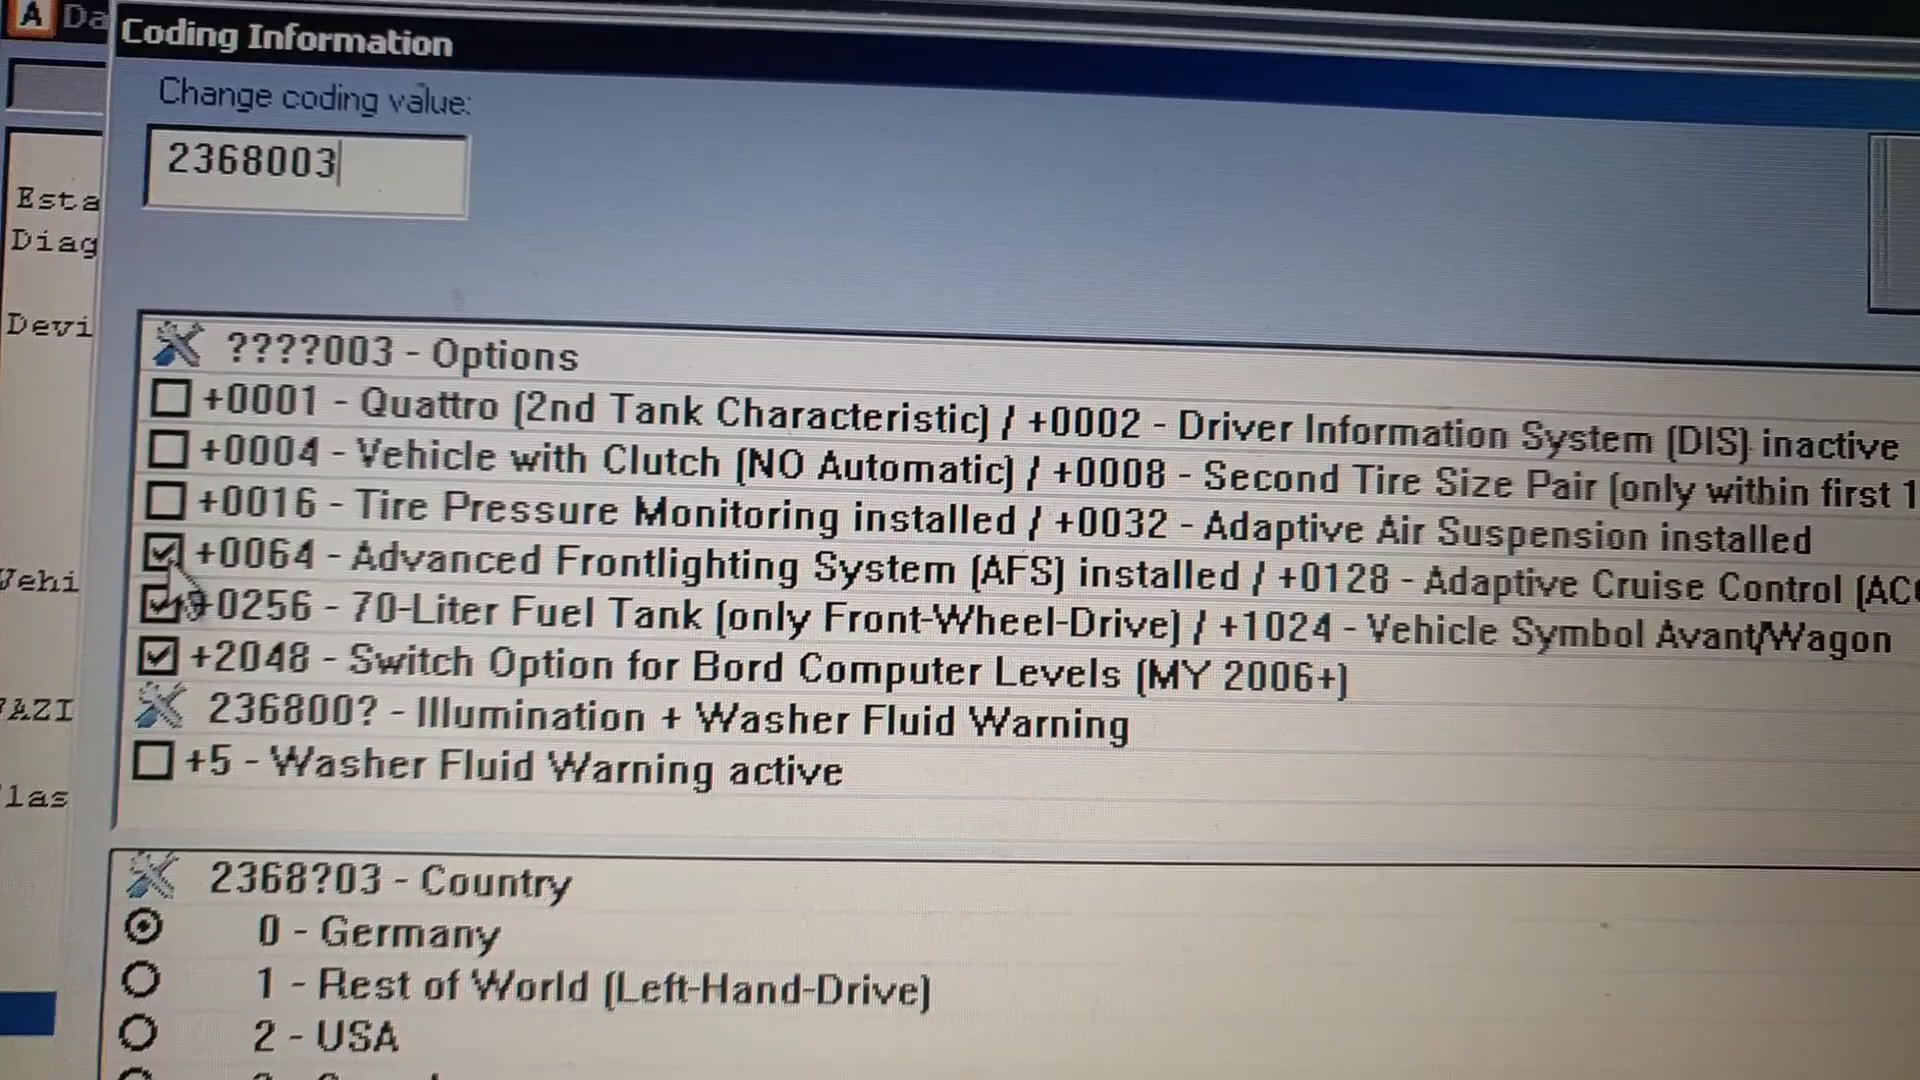 A Da
Coding Information
Change coding value:
2368003
Esta
Diag
Devi
????003 - Options
+0001 - Quattro (2nd Tank Characteristic) / +0002 - Driver Information System (DIS) inactive
+0004 - Vehicle with Clutch (NO Automatic) / +0008 - Second Tire Size Pair (only within first 1
+0016 - Tire Pressure Monitoring installed / +0032 - Adaptive Air Suspension installed
+0064 - Advanced Frontlighting System (AFS) installed / +0128 - Adaptive Cruise Control (ACC
Vehi
+0256 - 70-Liter Fuel Tank (only Front-Wheel-Drive) / +1024 - Vehicle Symbol Avant/Wagon
+2048 - Switch Option for Bord Computer Levels (MY 2006+)
VAZI
236800? - Illumination + Washer Fluid Warning
+5 - Washer Fluid Warning active
las
2368?03 - Country
0 - Germany
1 - Rest of World (Left-Hand-Drive)
2 - USA